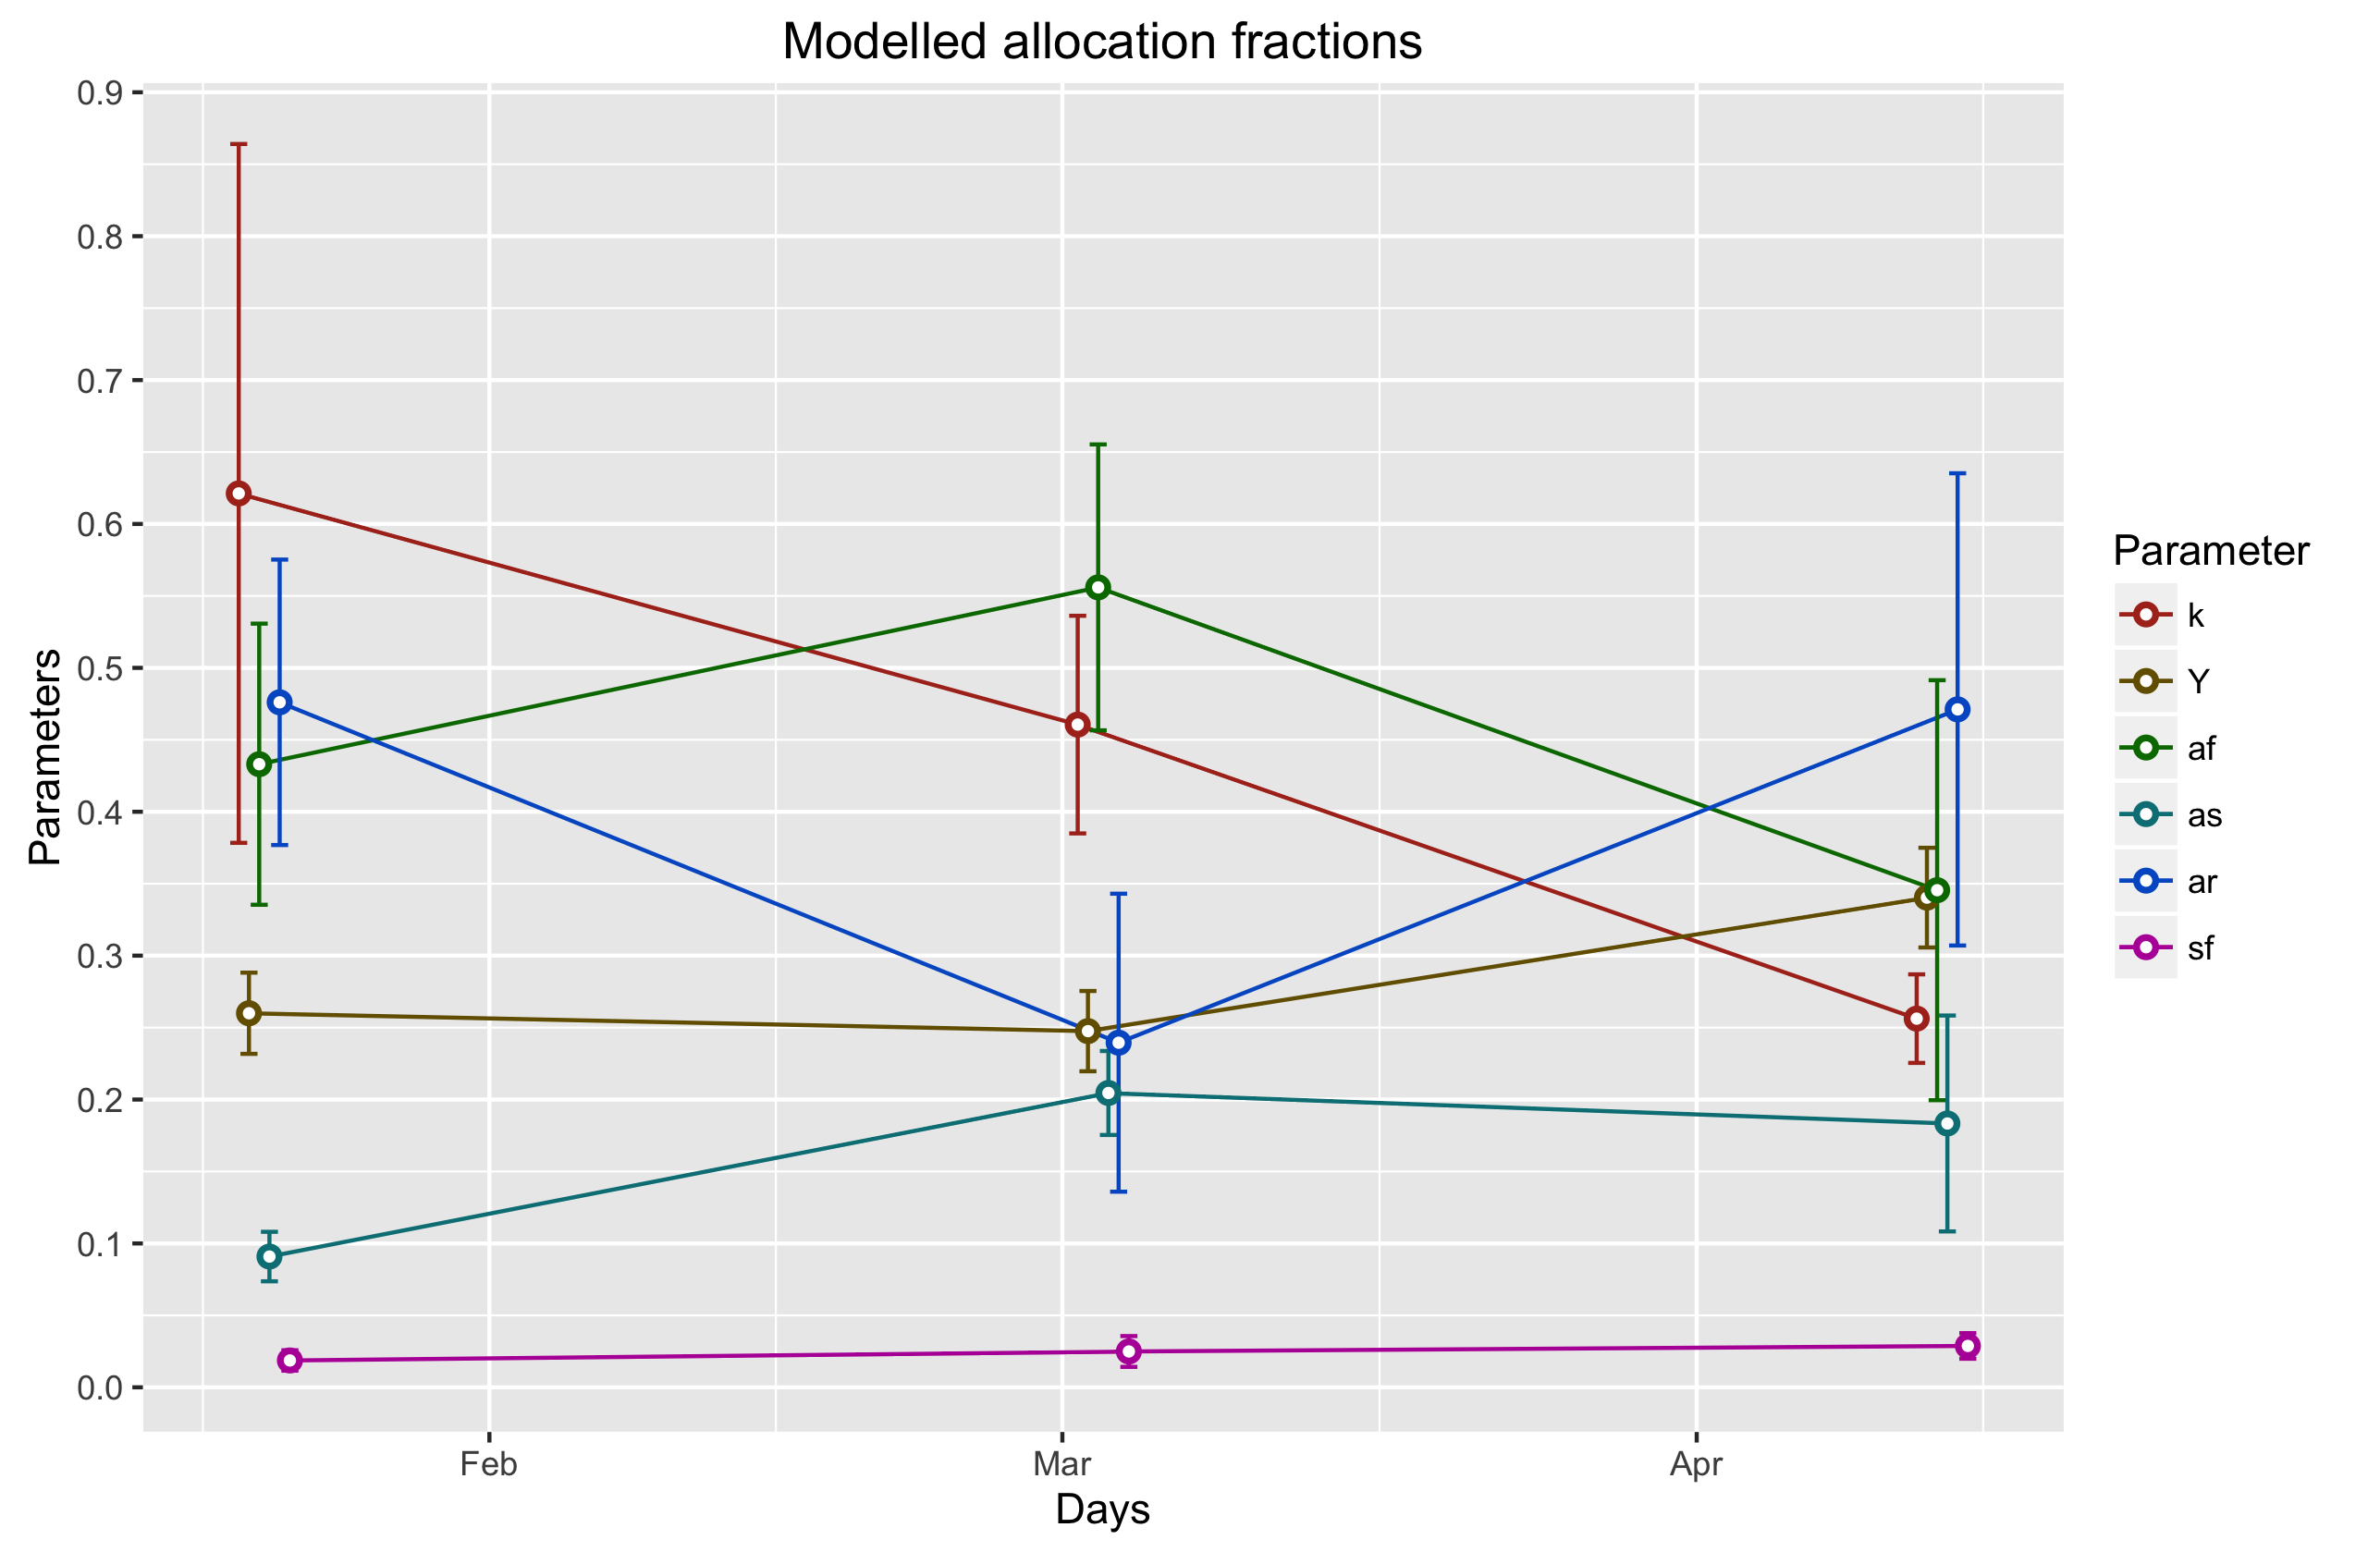 Modelled allocation fractions
Parameters
0.9
0.8
0.7
0.6
0.5
0.4
0.3
0.2
0.1
0.0
Feb Mar Apr
Days
Parameter
k
Y
af
as
ar
sf